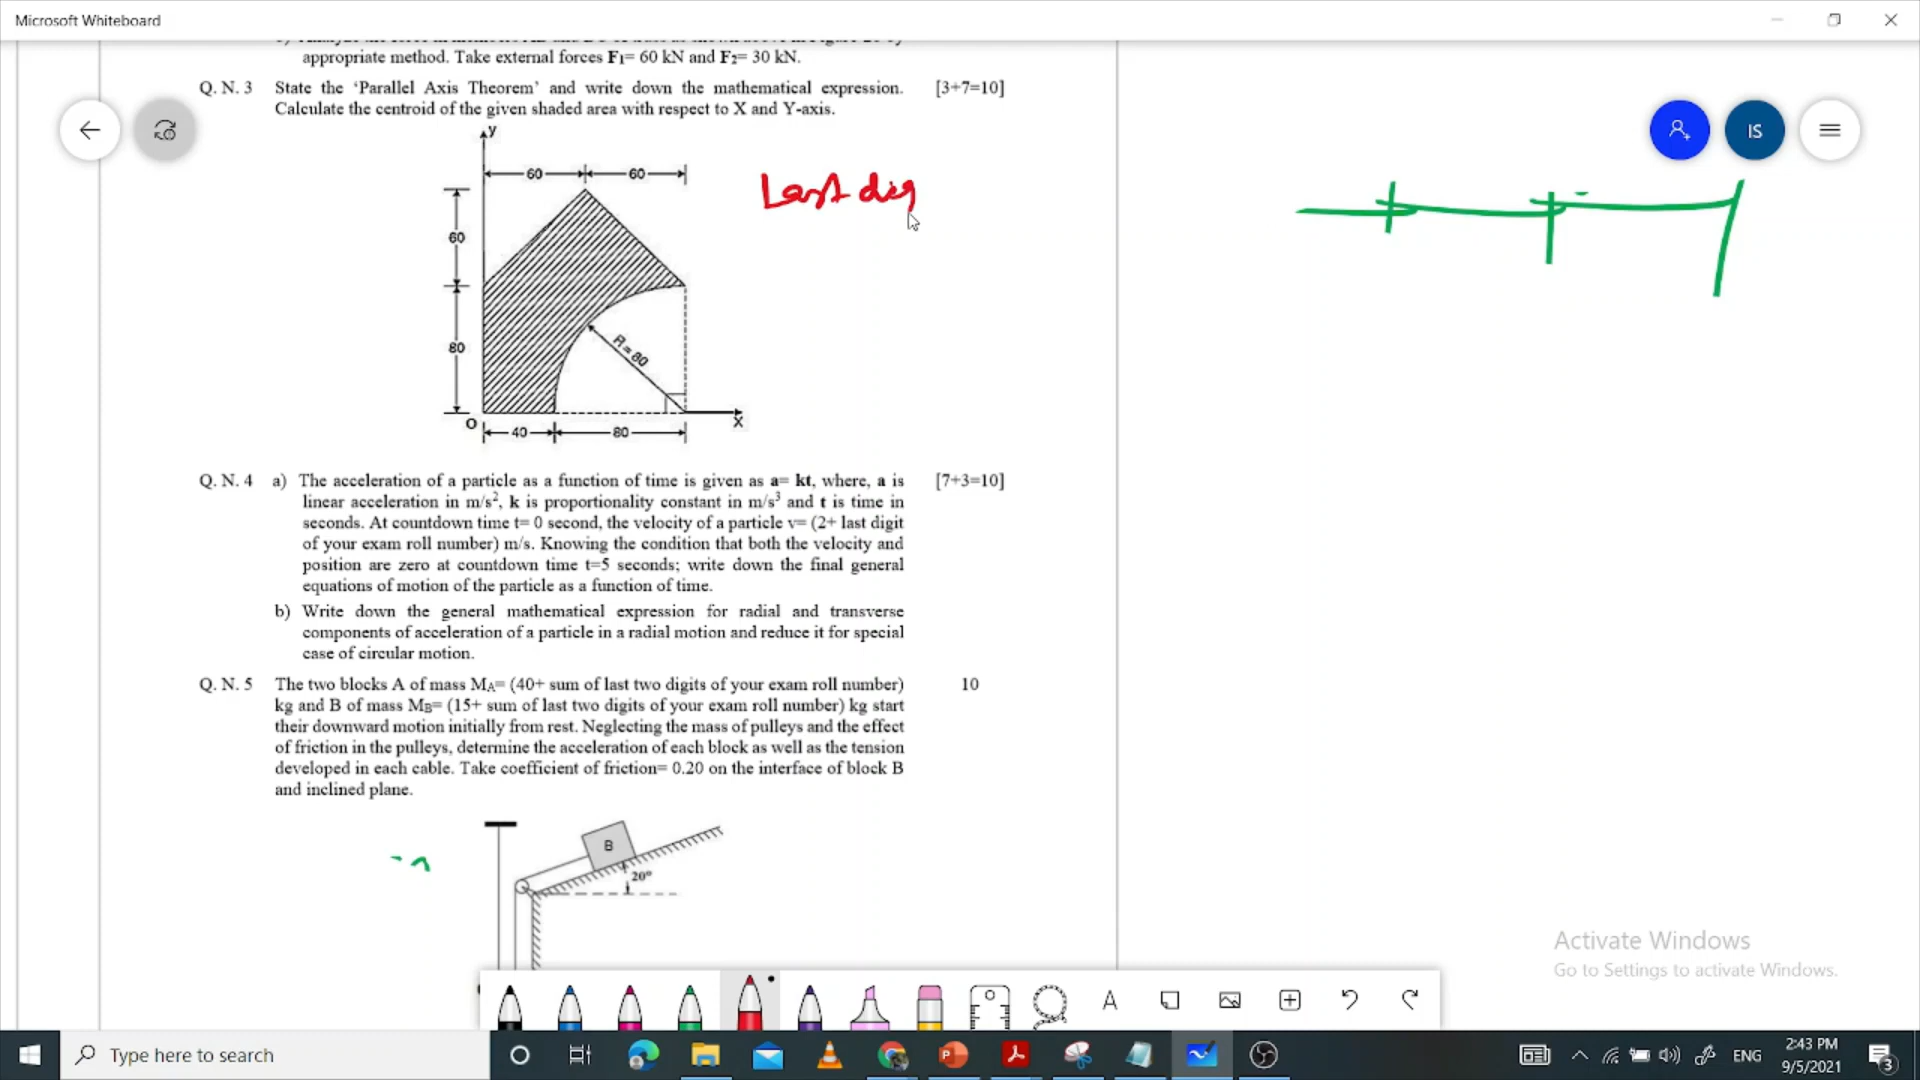 Microsoft Whiteboard
appropriate method. Take external forces F1= 60 kN and F2= 30 kN.
Q. N. 3 State the ‘Parallel Axis Theorem’ and write down the mathematical expression. [3+7=10]
Calculate the centroid of the given shaded area with respect to X and Y-axis.
y
60 60
Last dig
IS
60
R = 80
80
O
X
40 80
Q. N. 4 a) The acceleration of a particle as a function of time is given as a= kt, where, a is [7+3=10]
linear acceleration in m/s², k is proportionality constant in m/s³ and t is time in
seconds. At countdown time t= 0 second, the velocity of a particle v= (2+ last digit
of your exam roll number) m/s. Knowing the condition that both the velocity and
position are zero at countdown time t=5 seconds; write down the final general
equations of motion of the particle as a function of time.
b) Write down the general mathematical expression for radial and transverse
components of acceleration of a particle in a radial motion and reduce it for special
case of circular motion.
Q. N. 5 The two blocks A of mass MA= (40+ sum of last two digits of your exam roll number) 10
kg and B of mass MB= (15+ sum of last two digits of your exam roll number) kg start
their downward motion initially from rest. Neglecting the mass of pulleys and the effect
of friction in the pulleys, determine the acceleration of each block as well as the tension
developed in each cable. Take coefficient of friction= 0.20 on the interface of block B
and inclined plane.
B
20°
Activate Windows
Go to Settings to activate Windows.
Type here to search
ENG
2:43 PM
9/5/2021
3